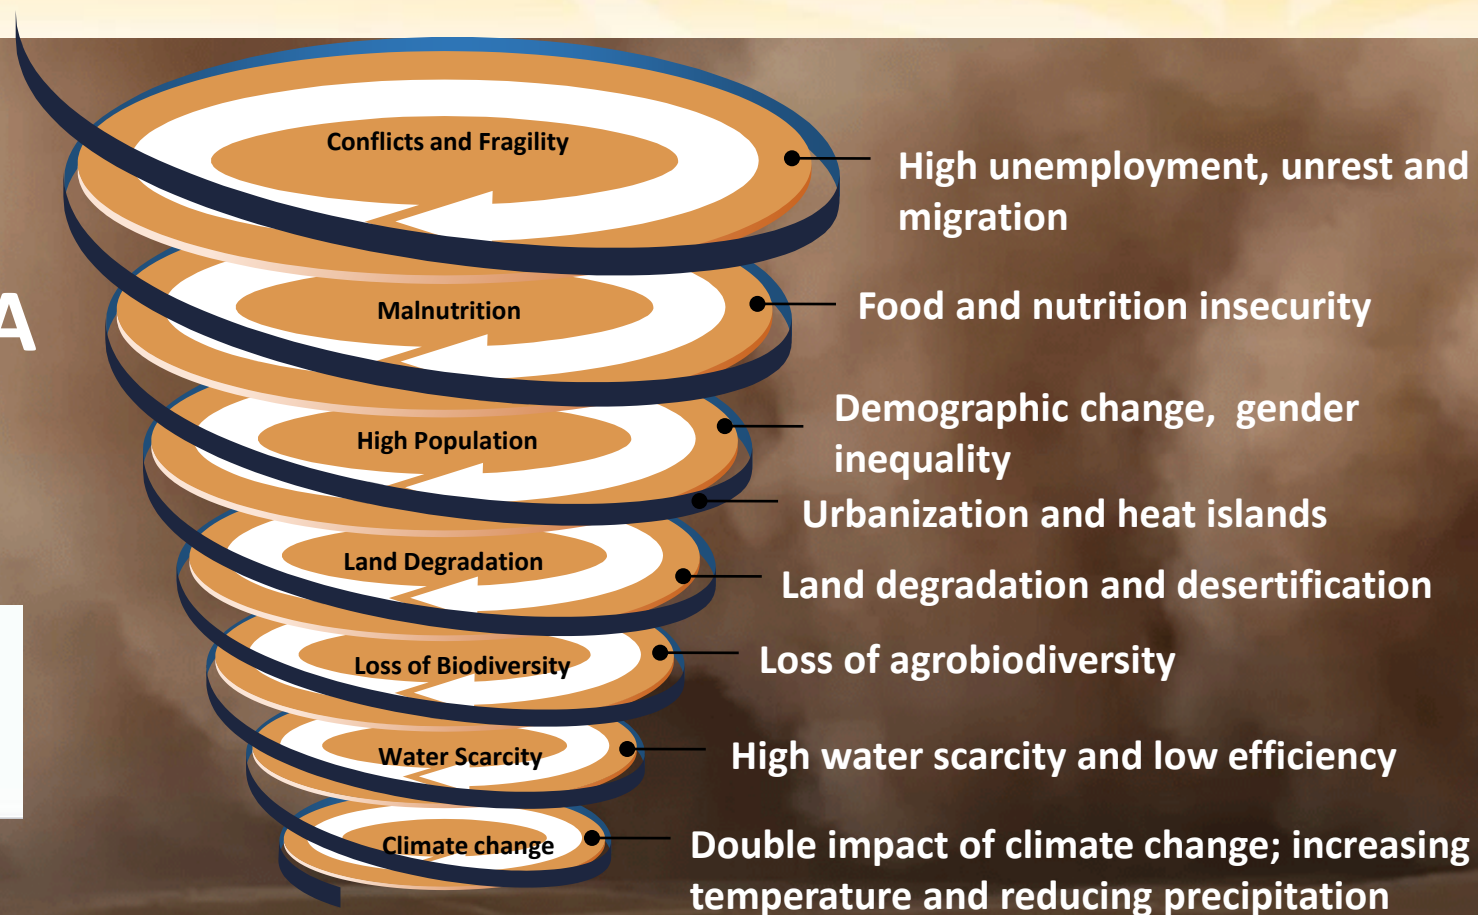 Conflicts and Fragility
High unemployment, unrest and
migration
A
Malnutrition
Food and nutrition insecurity
High Population
Demographic change, gender
inequality
Urbanization and heat islands
Land Degradation
Land degradation and desertification
Loss of Biodiversity
Loss of agrobiodiversity
Water Scarcity
High water scarcity and low efficiency
Climate change
Double impact of climate change; increasing
temperature and reducing precipitation